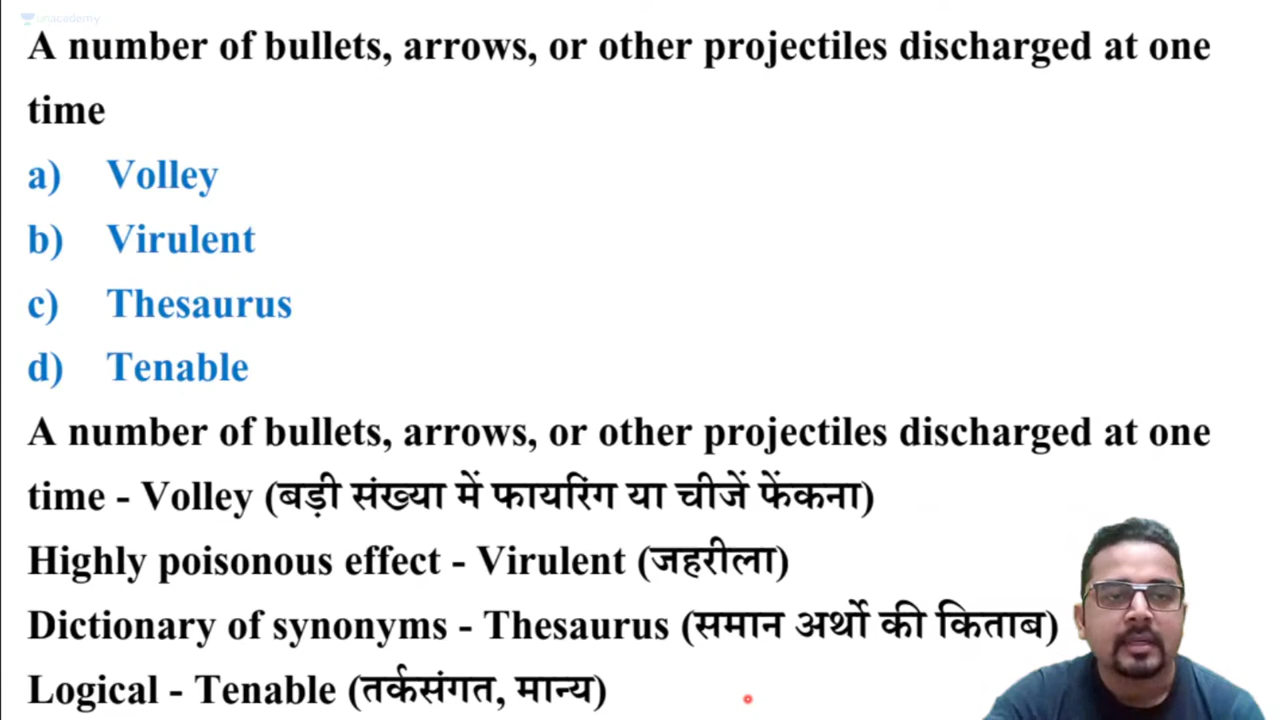 unacademy
A number of bullets, arrows, or other projectiles discharged at one
time
a) Volley
b) Virulent
c) Thesaurus
d) Tenable
A number of bullets, arrows, or other projectiles discharged at one
time - Volley (बड़ी संख्या में फायरिंग या चीजें फेंकना)
Highly poisonous effect - Virulent (जहरीला)
Dictionary of synonyms - Thesaurus (समान अर्थो की किताब)
Logical - Tenable (तर्कसंगत, मान्य)